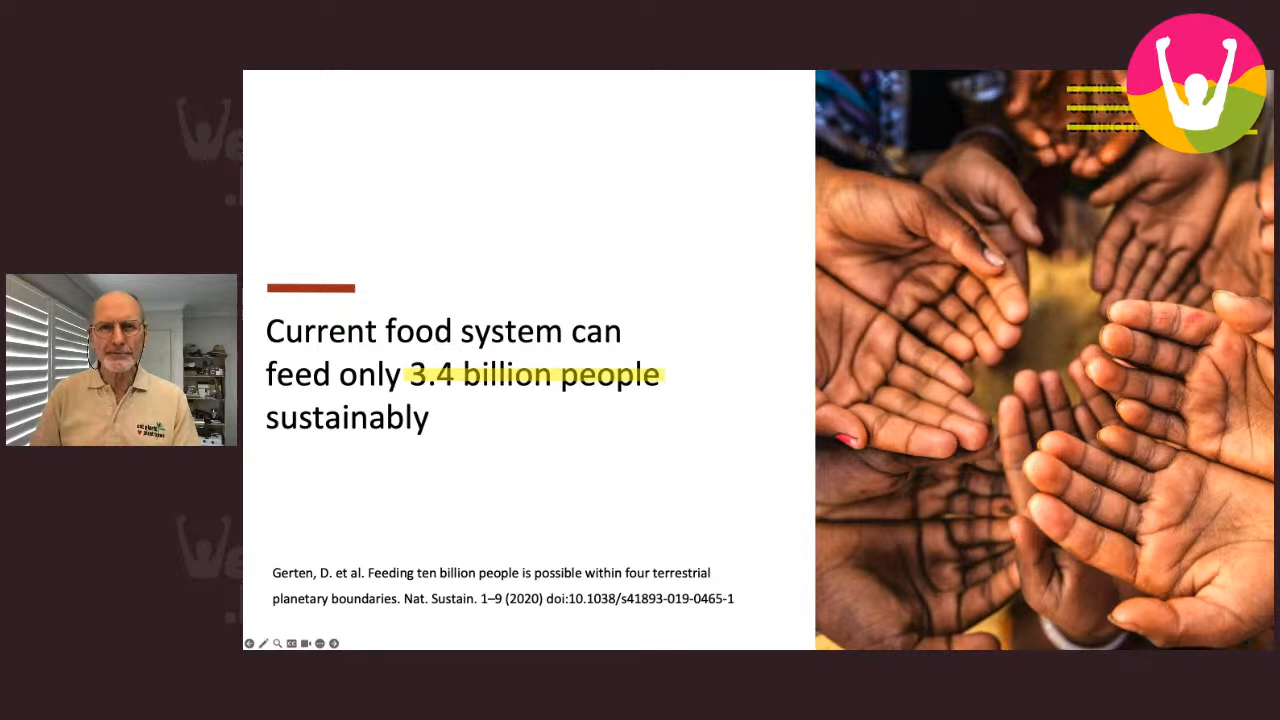 Current food system can
feed only 3.4 billion people
sustainably
Gerten, D. et al. Feeding ten billion people is possible within four terrestrial
planetary boundaries. Nat. Sustain. 1–9 (2020) doi:10.1038/s41893-019-0465-1